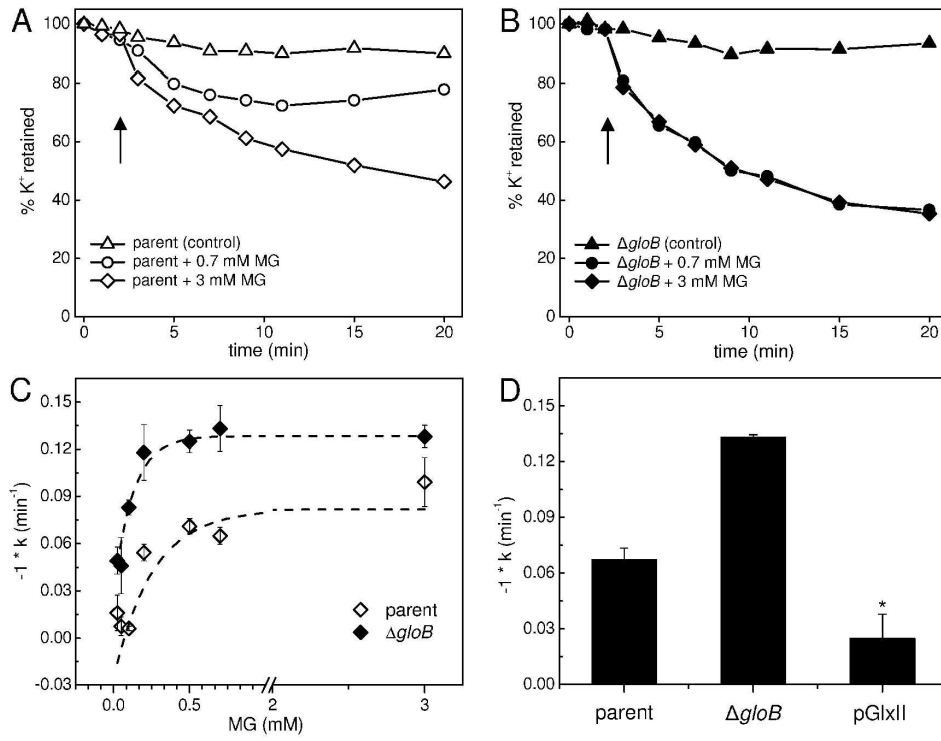 A
100
80
60
40
20
0
% K⁺ retained
parent (control)
parent + 0.7 mM MG
parent + 3 mM MG
0 5 10 15 20
time (min)
B
100
80
60
40
20
0
% K⁺ retained
ΔgloB (control)
ΔgloB + 0.7 mM MG
ΔgloB + 3 mM MG
0 5 10 15 20
time (min)
C
0.15
0.12
0.09
0.06
0.03
0.00
-0.03
-1 * k (min⁻¹)
parent
ΔgloB
0.0 0.5 2 3
MG (mM)
D
0.15
0.12
0.09
0.06
0.03
0.00
-1 * k (min⁻¹)
*
parent ΔgloB pGlxII